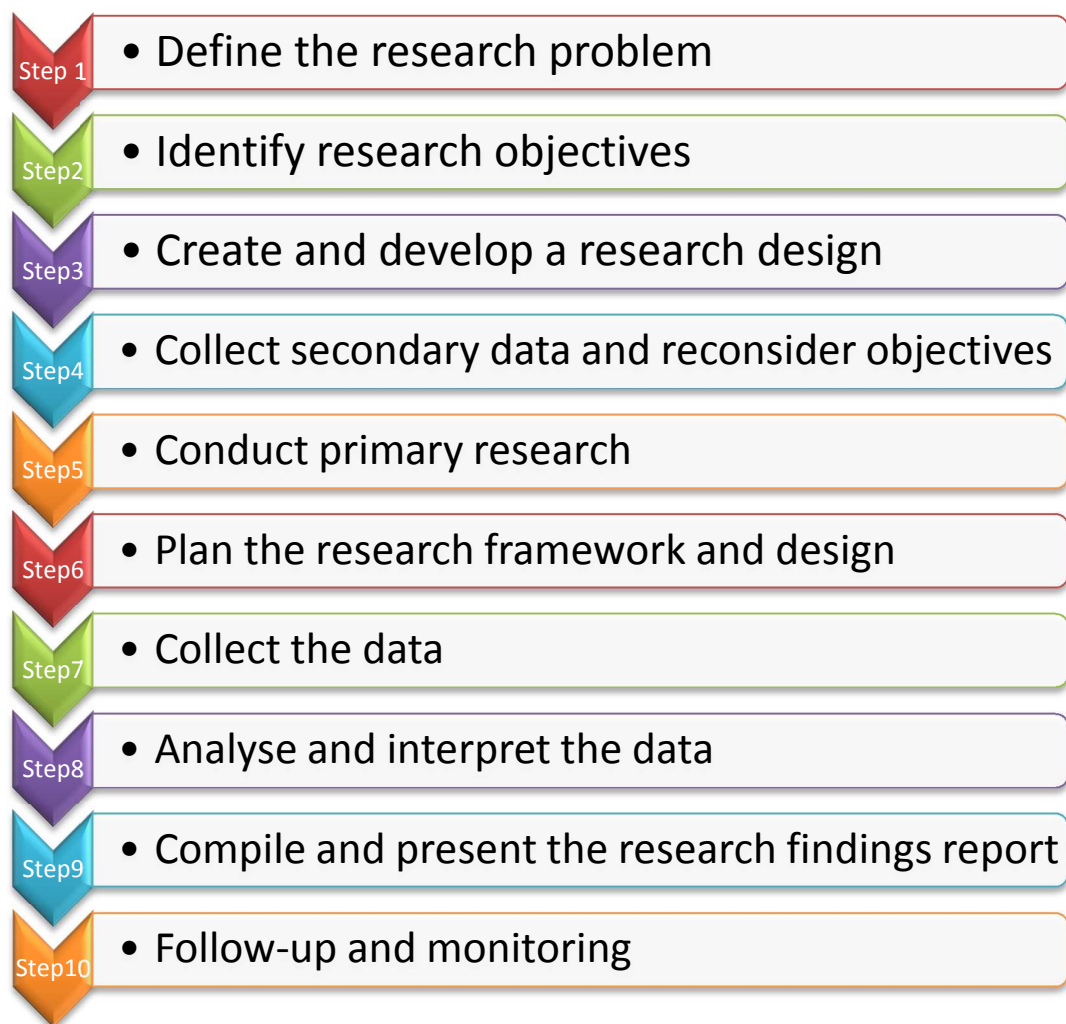 Step 1 • Define the research problem
Step2 • Identify research objectives
Step3 • Create and develop a research design
Step4 • Collect secondary data and reconsider objectives
Step5 • Conduct primary research
Step6 • Plan the research framework and design
Step7 • Collect the data
Step8 • Analyse and interpret the data
Step9 • Compile and present the research findings report
Step10 • Follow-up and monitoring